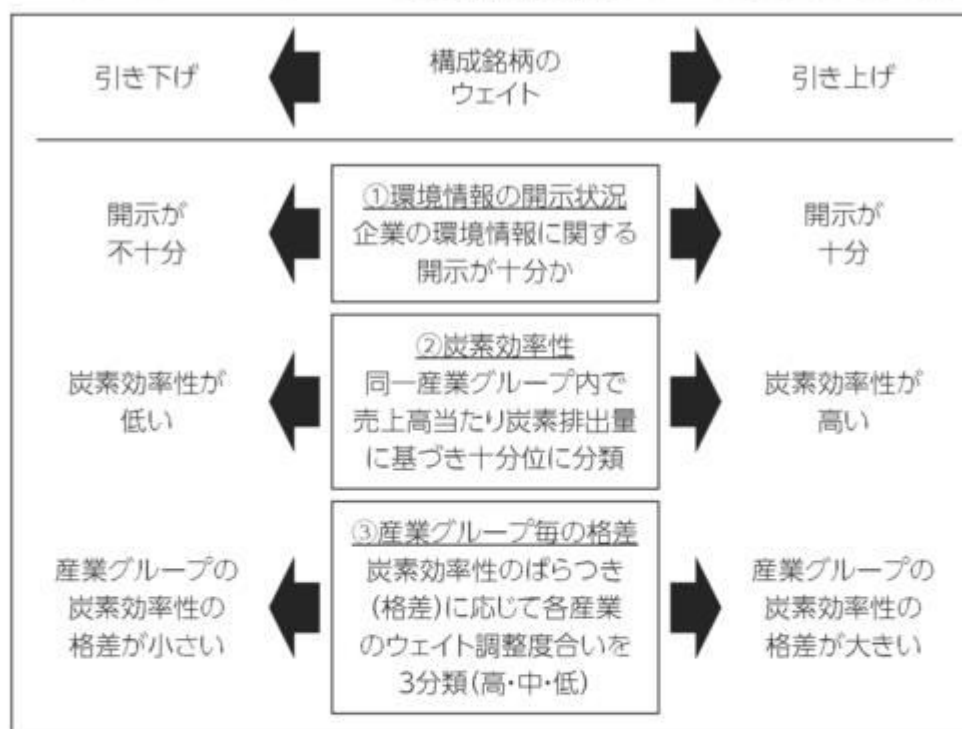 引き下げ
構成銘柄の
ウェイト
引き上げ
開示が
不十分
①環境情報の開示状況
企業の環境情報に関する
開示が十分か
開示が
十分
炭素効率性が
低い
②炭素効率性
同一産業グループ内で
売上高当たり炭素排出量
に基づき十分位に分類
炭素効率性が
高い
産業グループの
炭素効率性の
格差が小さい
③産業グループ毎の格差
炭素効率性のばらつき
(格差)に応じて各産業
のウェイト調整度合いを
3分類(高・中・低)
産業グループの
炭素効率性の
格差が大きい